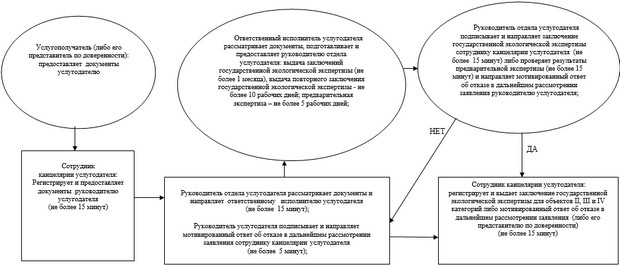 Услугополучатель (либо его
представитель по доверености):
предоставляет документы
услугодателю
Ответственный исполнитель услугодателя
рассматривает документы, подготавливает и
предоставляет руководителю отдела
услугодателя: выдача заключений
государственной экологической экспертизы (не
более 1 месяца), выдача повторного заключения
государственной экологической экспертизы - не
более 10 рабочих дней; предварительная
экспертиза – не более 5 рабочих дней;
Руководитель отдела услугодателя
подписывает и направляет заключение
государственной экологической экспертизы
сотруднику канцелярии услугодателя (не
более 15 минут) либо проверяет результаты
предварительной экспертизы (не более 15
минут) и направляет мотивированный ответ
об отказе в дальнейшем рассмотрении
заявления руководителю услугодателя;
НЕТ
ДА
Сотрудник
канцелярии услугодателя:
Регистрирует и предоставляет
документы руководителю
услугодателя
(не более 15 минут)
Руководитель отдела услугодателя рассматривает документы и
направляет ответственному исполнителю услугодателя
(не более 15 минут);
Руководитель услугодателя подписывает и направляет
мотивированный ответ об отказе в дальнейшем рассмотрении
заявления сотруднику канцелярии услугодателя
(не более 5 минут);
Сотрудник канцелярии услугодателя:
регистрирует и выдает заключение государственной
экологической экспертизы для объектов II, III и IV
категорий либо мотивированный ответ об отказе в
дальнейшем рассмотрении заявления (либо его
представителю по доверенности)
(не более 15 минут)